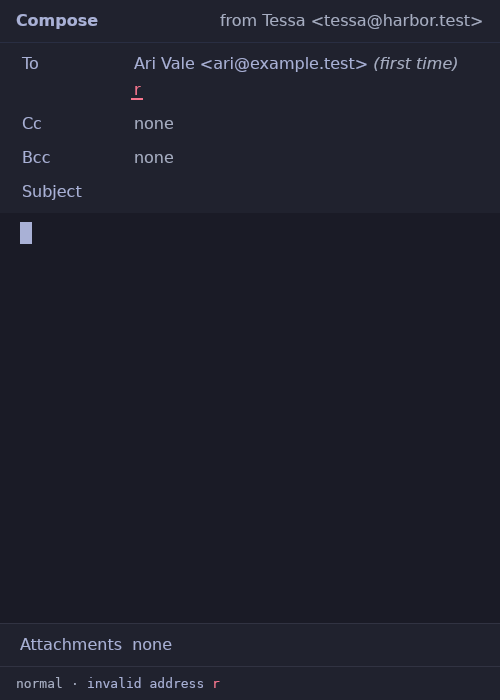 Compose from Tessa <tessa@harbor.test>
To Ari Vale <ari@example.test> (first time)
r
Cc none
Bcc none
Subject
Attachments none
normal · invalid address r